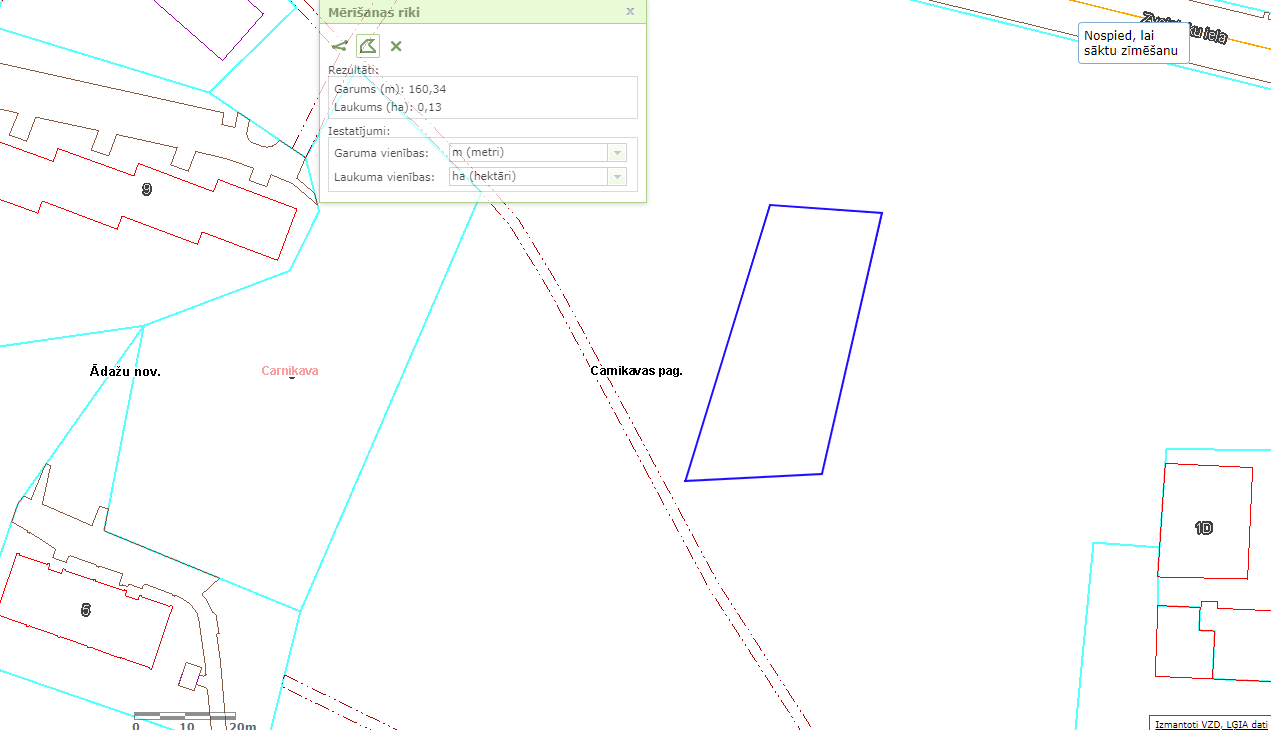 Mērīšanas rīki
x
Nospied, lai
sāktu zīmēšanu
Rezultāti:
Garums (m): 160,34
Laukums (ha): 0,13
Iestatījumi:
Garuma vienības:
m (metri)
Laukuma vienības:
ha (hektāri)
9
Ādažu nov.
Carnikava
Carnikavas pag.
1D
5
0 10 20m
Izmantoti VZD, LĢIA dati